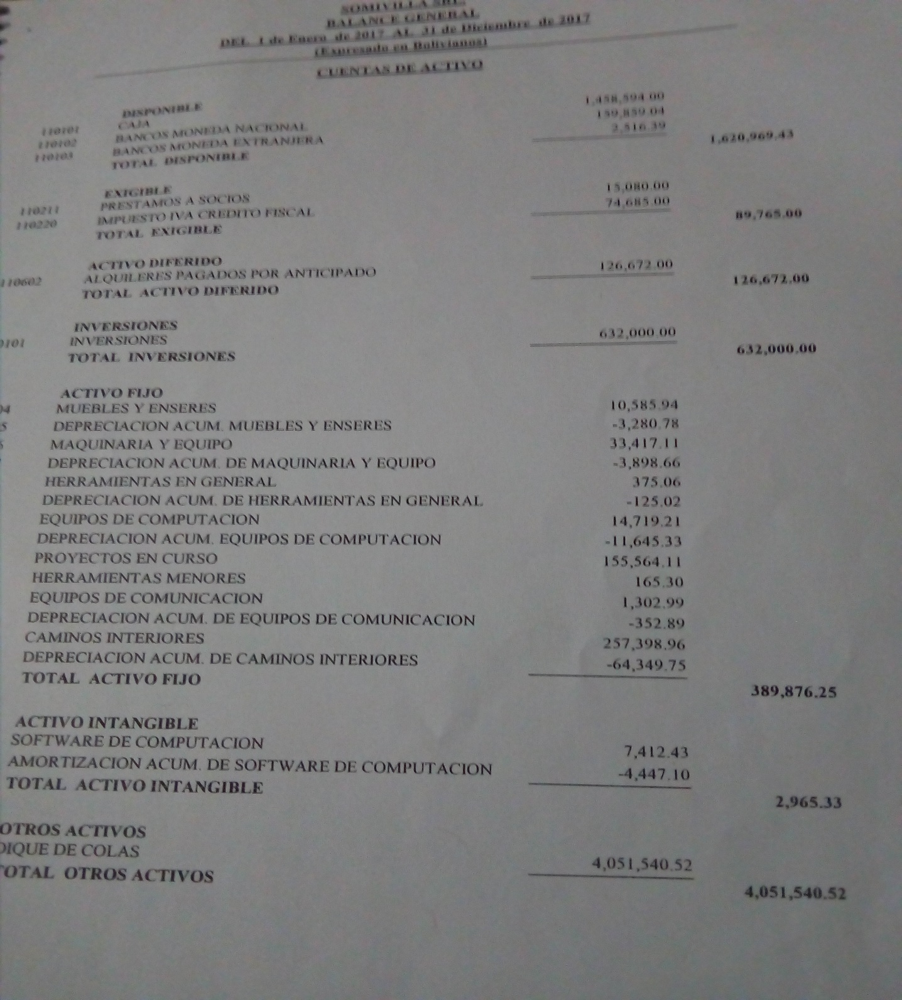 SOMIVILLA SRL.
BALANCE GENERAL
DEL 1 de Enero de 2017 AL 31 de Diciembre de 2017
(Expresado en Bolivianos)
CUENTAS DE ACTIVO
DISPONIBLE
110101 CAJA 1,458,594.00
110102 BANCOS MONEDA NACIONAL 159,859.04
110103 BANCOS MONEDA EXTRANJERA 2,516.39
TOTAL DISPONIBLE 1,620,969.43
EXIGIBLE
110211 PRESTAMOS A SOCIOS 15,080.00
110220 IMPUESTO IVA CREDITO FISCAL 74,685.00
TOTAL EXIGIBLE 89,765.00
ACTIVO DIFERIDO
110602 ALQUILERES PAGADOS POR ANTICIPADO 126,672.00
TOTAL ACTIVO DIFERIDO 126,672.00
INVERSIONES
0101 INVERSIONES 632,000.00
TOTAL INVERSIONES 632,000.00
ACTIVO FIJO
04 MUEBLES Y ENSERES 10,585.94
5 DEPRECIACION ACUM. MUEBLES Y ENSERES -3,280.78
MAQUINARIA Y EQUIPO 33,417.11
DEPRECIACION ACUM. DE MAQUINARIA Y EQUIPO -3,898.66
HERRAMIENTAS EN GENERAL 375.06
DEPRECIACION ACUM. DE HERRAMIENTAS EN GENERAL -125.02
EQUIPOS DE COMPUTACION 14,719.21
DEPRECIACION ACUM. EQUIPOS DE COMPUTACION -11,645.33
PROYECTOS EN CURSO 155,564.11
HERRAMIENTAS MENORES 165.30
EQUIPOS DE COMUNICACION 1,302.99
DEPRECIACION ACUM. DE EQUIPOS DE COMUNICACION -352.89
CAMINOS INTERIORES 257,398.96
DEPRECIACION ACUM. DE CAMINOS INTERIORES -64,349.75
TOTAL ACTIVO FIJO 389,876.25
ACTIVO INTANGIBLE
SOFTWARE DE COMPUTACION 7,412.43
AMORTIZACION ACUM. DE SOFTWARE DE COMPUTACION -4,447.10
TOTAL ACTIVO INTANGIBLE 2,965.33
OTROS ACTIVOS
DIQUE DE COLAS 4,051,540.52
TOTAL OTROS ACTIVOS 4,051,540.52